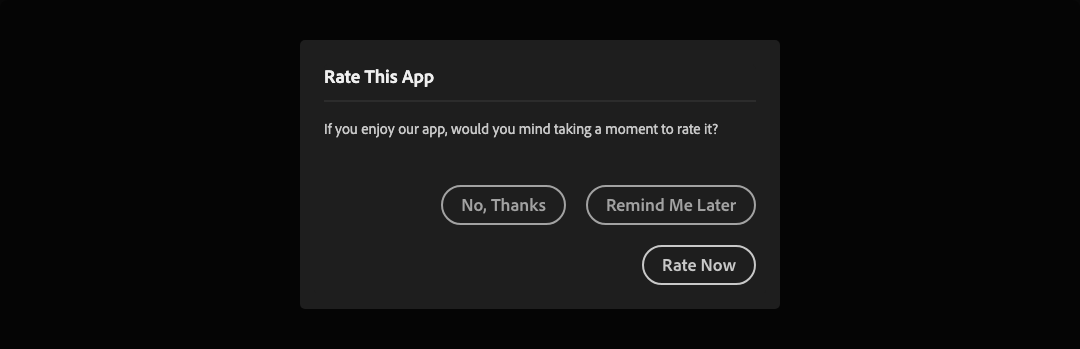 Rate This App
If you enjoy our app, would you mind taking a moment to rate it?
No, Thanks
Remind Me Later
Rate Now